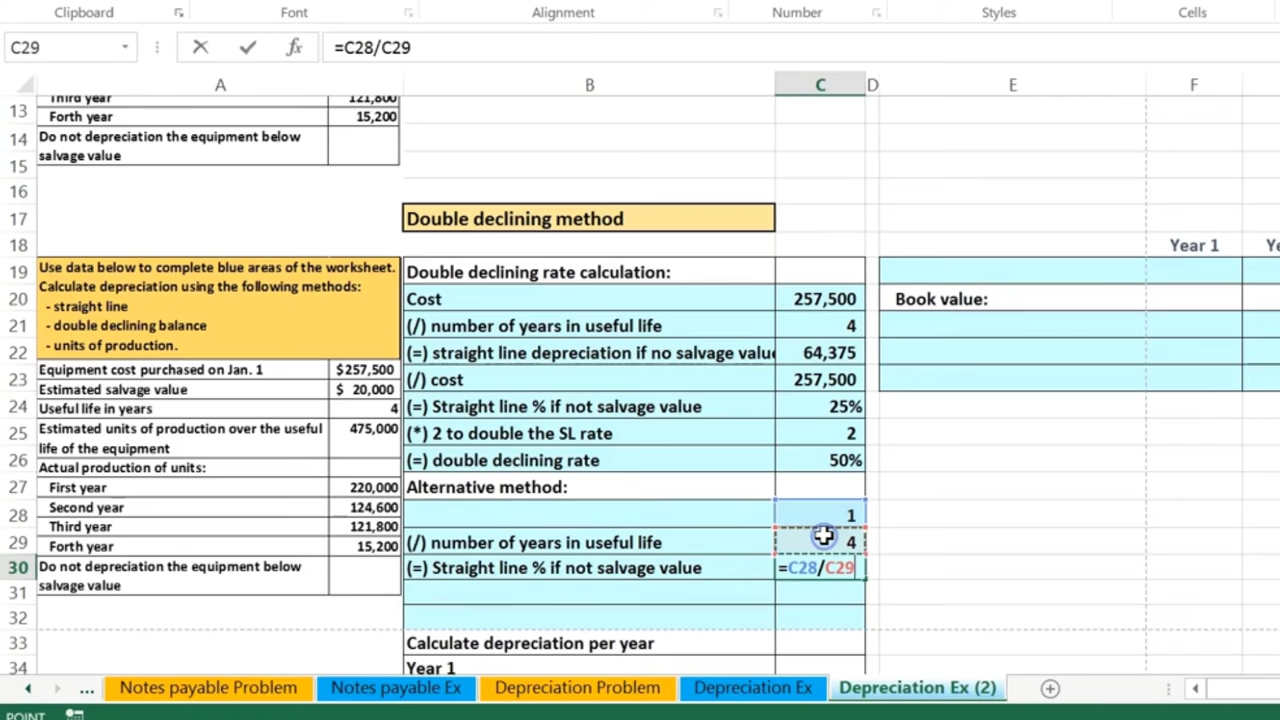 Clipboard Font Alignment Number Styles Cells
C29 fx =C28/C29
A B C D E F
13 Third year 121,800
Forth year 15,200
14 Do not depreciation the equipment below
15 salvage value
16
17 Double declining method
18 Year 1
19 Use data below to complete blue areas of the worksheet. Double declining rate calculation:
Calculate depreciation using the following methods:
20 - straight line Cost 257,500 Book value:
21 - double declining balance (/) number of years in useful life 4
22 - units of production. (=) straight line depreciation if no salvage value 64,375
Equipment cost purchased on Jan. 1 $257,500
23 Estimated salvage value $ 20,000 (/) cost 257,500
24 Useful life in years 4 (=) Straight line % if not salvage value 25%
25 Estimated units of production over the useful 475,000 (*) 2 to double the SL rate 2
life of the equipment
26 Actual production of units: (=) double declining rate 50%
27 First year 220,000 Alternative method:
28 Second year 124,600 1
Third year 121,800
29 Forth year 15,200 (/) number of years in useful life 4
30 Do not depreciation the equipment below (=) Straight line % if not salvage value =C28/C29
31 salvage value
32
33 Calculate depreciation per year
34 Year 1
... Notes payable Problem Notes payable Ex Depreciation Problem Depreciation Ex Depreciation Ex (2)
POINT